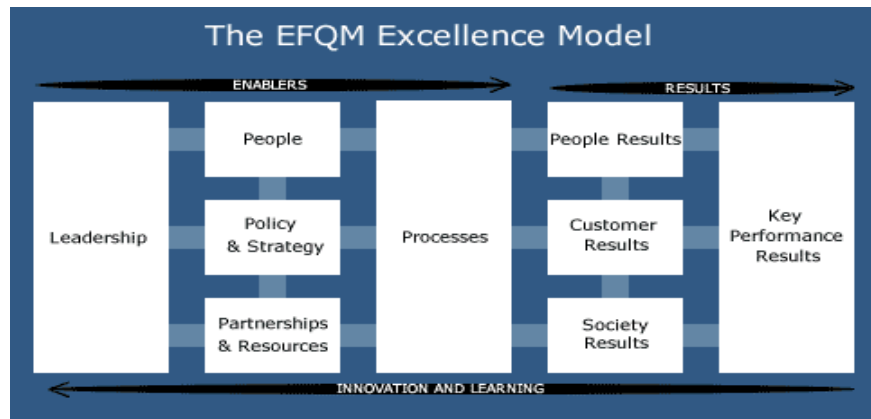 The EFQM Excellence Model
ENABLERS
RESULTS
Leadership
People
Policy
& Strategy
Partnerships
& Resources
Processes
People Results
Customer
Results
Society
Results
Key
Performance
Results
INNOVATION AND LEARNING